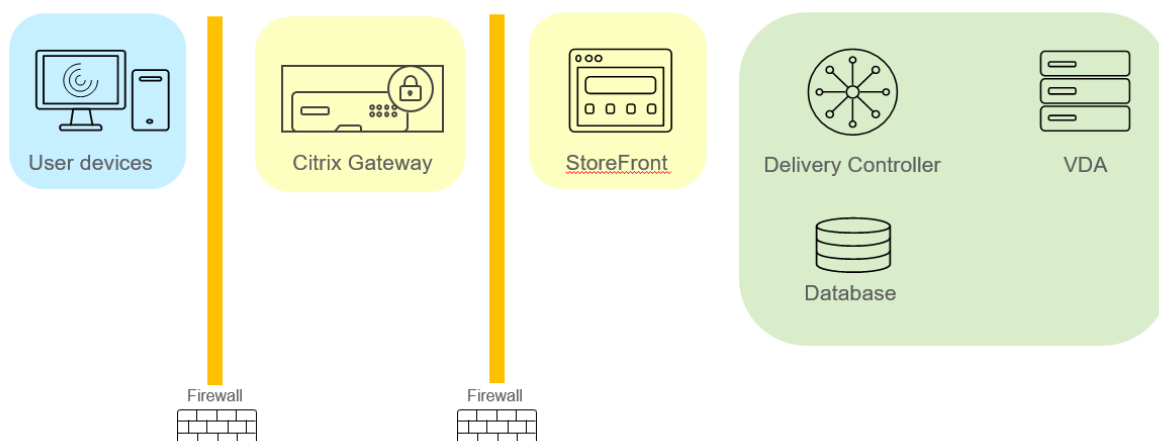 User devices
Citrix Gateway
StoreFront
Delivery Controller
VDA
Database
Firewall
Firewall